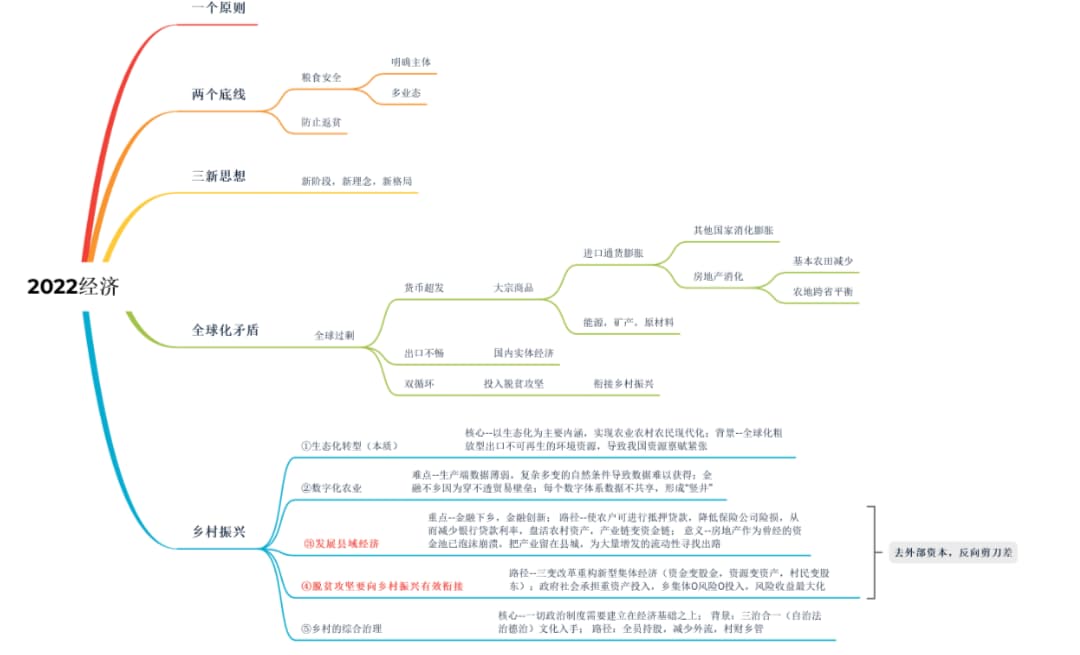 一个原则
两个底线
粮食安全
明确主体
多业态
防止返贫
三新思想
新阶段，新理念，新格局
2022经济
全球化矛盾
全球过剩
货币超发
大宗商品
进口通货膨胀
其他国家消化膨胀
房地产消化
基本农田减少
农地跨省平衡
能源，矿产，原材料
出口不畅
国内实体经济
双循环
投入脱贫攻坚
衔接乡村振兴
乡村振兴
①生态化转型（本质）
核心--以生态化为主要内涵，实现农业农村农民现代化；背景--全球化粗
放型出口不可再生的环境资源，导致我国资源禀赋紧张
②数字化农业
难点--生产端数据薄弱，复杂多变的自然条件导致数据难以获得；金
融不乡因为穿不透贸易壁垒；每个数字体系数据不共享，形成“竖井”
③发展县域经济
重点--金融下乡，金融创新； 路径--使农户可进行抵押贷款，降低保险公司险损，从
而减少银行贷款利率，盘活农村资产，产业链变资金链； 意义--房地产作为曾经的资
金池已泡沫崩溃，把产业留在县城，为大量增发的流动性寻找出路
④脱贫攻坚要向乡村振兴有效衔接
路径--三变改革重构新型集体经济（资金变股金，资源变资产，村民变股
东）；政府社会承担重资产投入，乡集体0风险0投入，风险收益最大化
去外部资本，反向剪刀差
⑤乡村的综合治理
核心--一切政治制度需要建立在经济基础之上； 背景：三治合一（自治法
治德治）文化入手； 路径：全员持股，减少外流，村财乡管